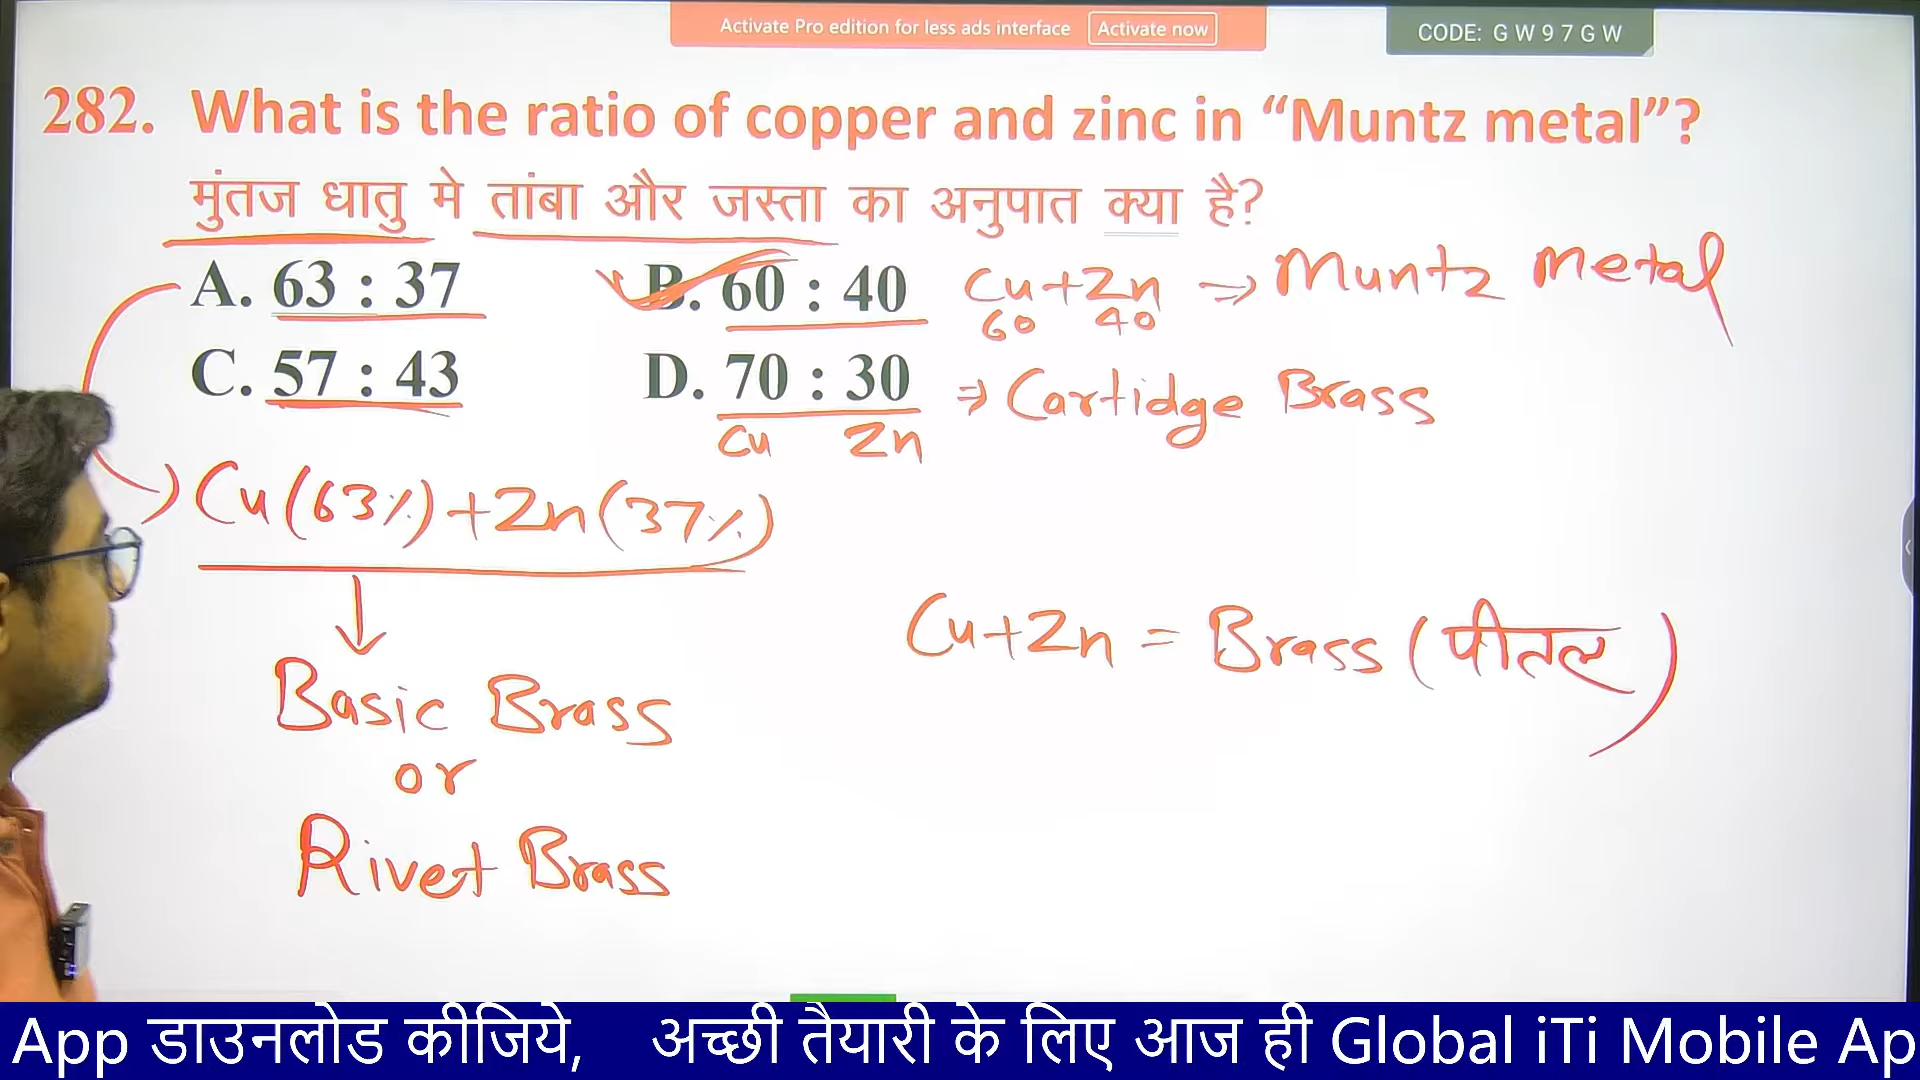 Activate Pro edition for less ads interface Activate now
CODE: G W 9 7 G W
282. What is the ratio of copper and zinc in “Muntz metal”?
मुंतज धातु मे तांबा और जस्ता का अनुपात क्या है?
A. 63 : 37 B. 60 : 40 Cu+Zn ⇒ Muntz Metal
60 40
C. 57 : 43 D. 70 : 30 ⇒ Cartidge Brass
Cu Zn
Cu(63%)+Zn(37%)
Cu+Zn = Brass (पीतल)
Basic Brass
or
Rivet Brass
App डाउनलोड कीजिये, अच्छी तैयारी के लिए आज ही Global iTi Mobile Ap